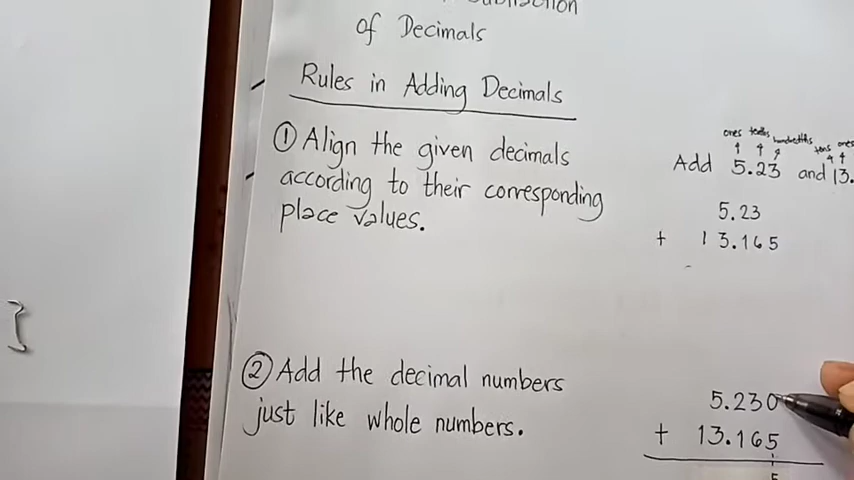 of Decimals
Rules in Adding Decimals
① Align the given decimals
according to their corresponding
place values.
ones tenths hundredths tens ones
Add 5.23 and 13.
5.23
+ 13.165
② Add the decimal numbers
just like whole numbers.
5.230
+ 13.165
5